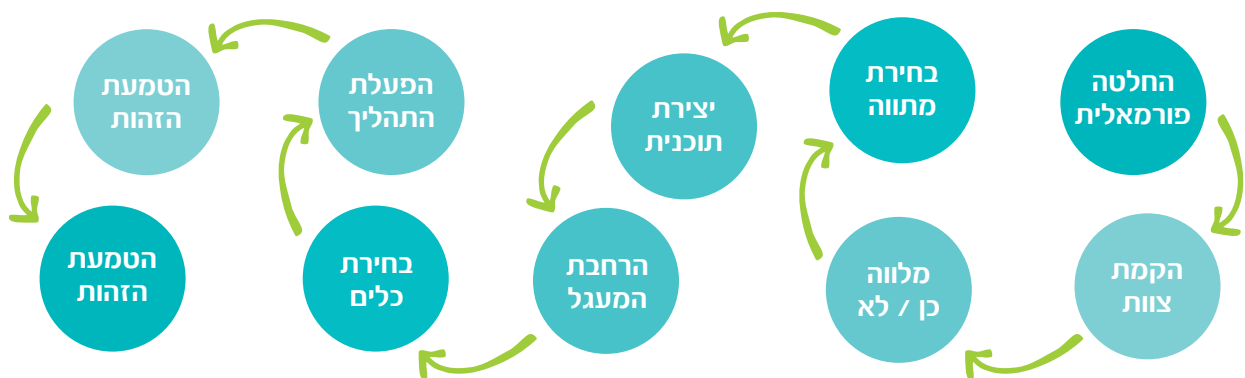 החלטה
פורמאלית
הקמת
צוות
מלווה
כן / לא
בחירת
מתווה
יצירת
תוכנית
הרחבת
המעגל
בחירת
כלים
הפעלת
התהליך
הטמעת
הזהות
הטמעת
הזהות